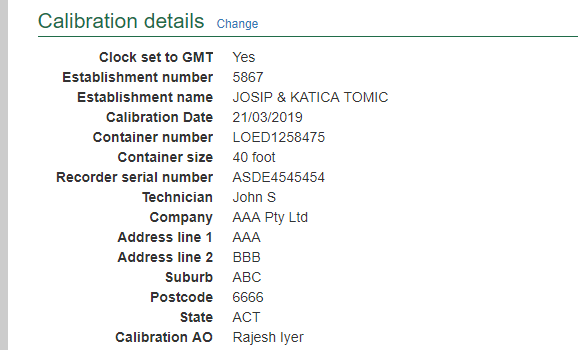 Calibration details Change
Clock set to GMT Yes
Establishment number 5867
Establishment name JOSIP & KATICA TOMIC
Calibration Date 21/03/2019
Container number LOED1258475
Container size 40 foot
Recorder serial number ASDE4545454
Technician John S
Company AAA Pty Ltd
Address line 1 AAA
Address line 2 BBB
Suburb ABC
Postcode 6666
State ACT
Calibration AO Rajesh Iyer